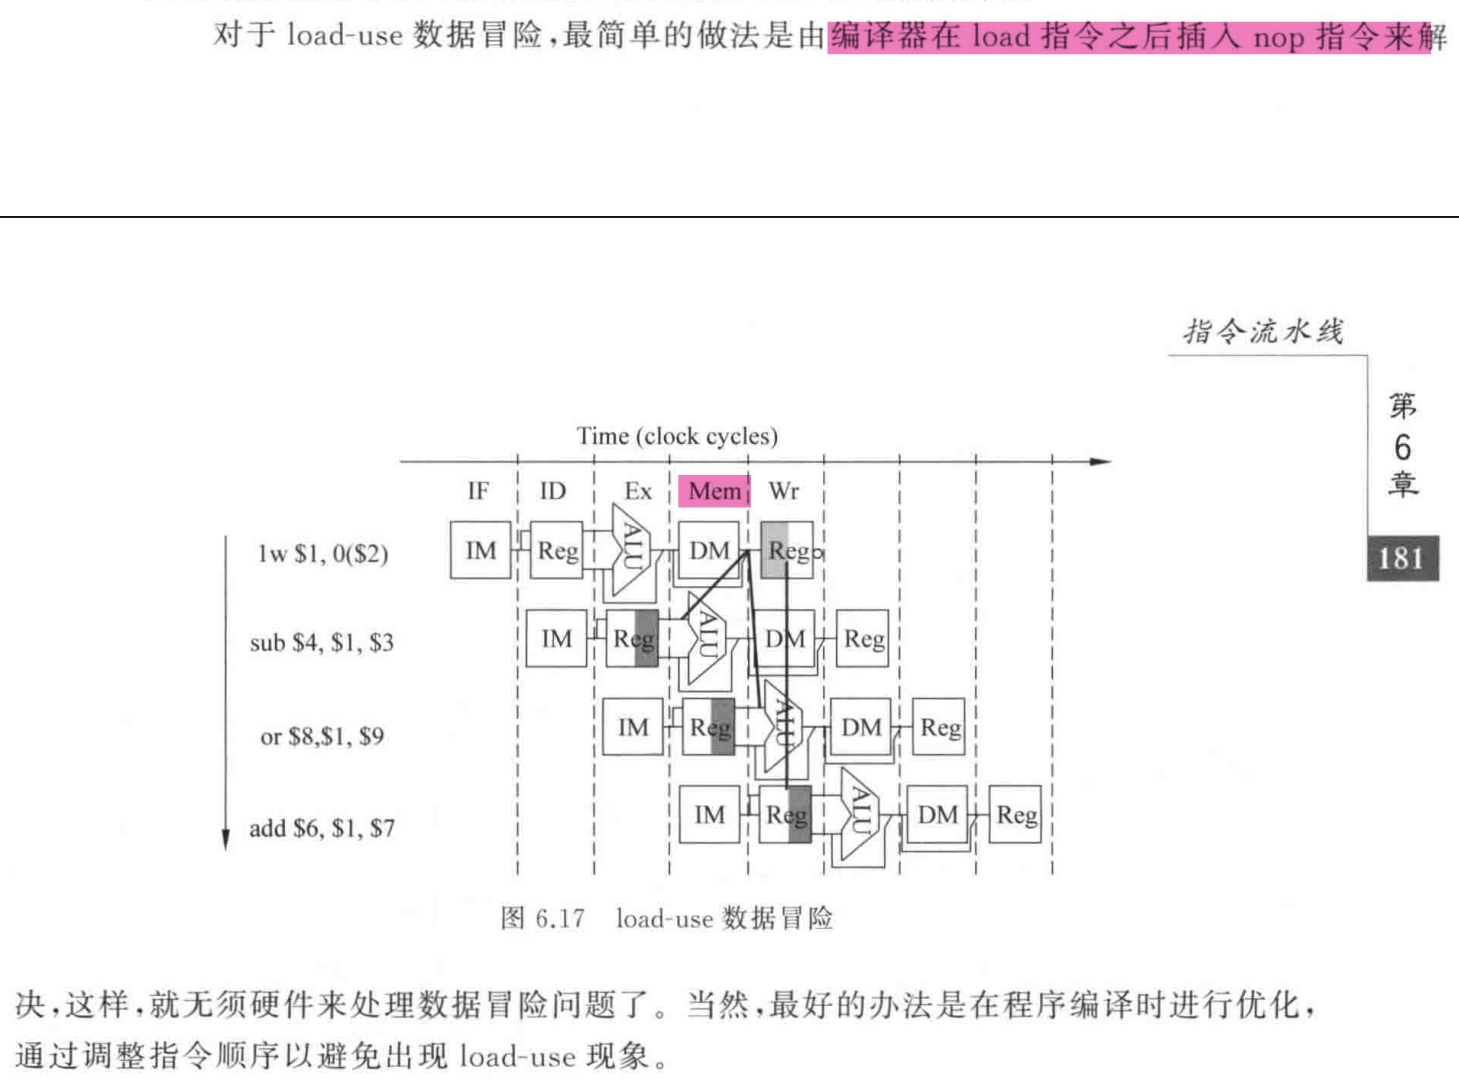 对于 load-use 数据冒险,最简单的做法是由编译器在 load 指令之后插入 nop 指令来解
指令流水线
第
6
章
181
Time (clock cycles)
IF ID Ex Mem Wr
lw $1, 0($2) IM Reg ALU DM Reg
sub $4, $1, $3 IM Reg ALU DM Reg
or $8,$1, $9 IM Reg ALU DM Reg
add $6, $1, $7 IM Reg ALU DM Reg
图 6.17 load-use 数据冒险
决,这样,就无须硬件来处理数据冒险问题了。当然,最好的办法是在程序编译时进行优化,
通过调整指令顺序以避免出现 load-use 现象。